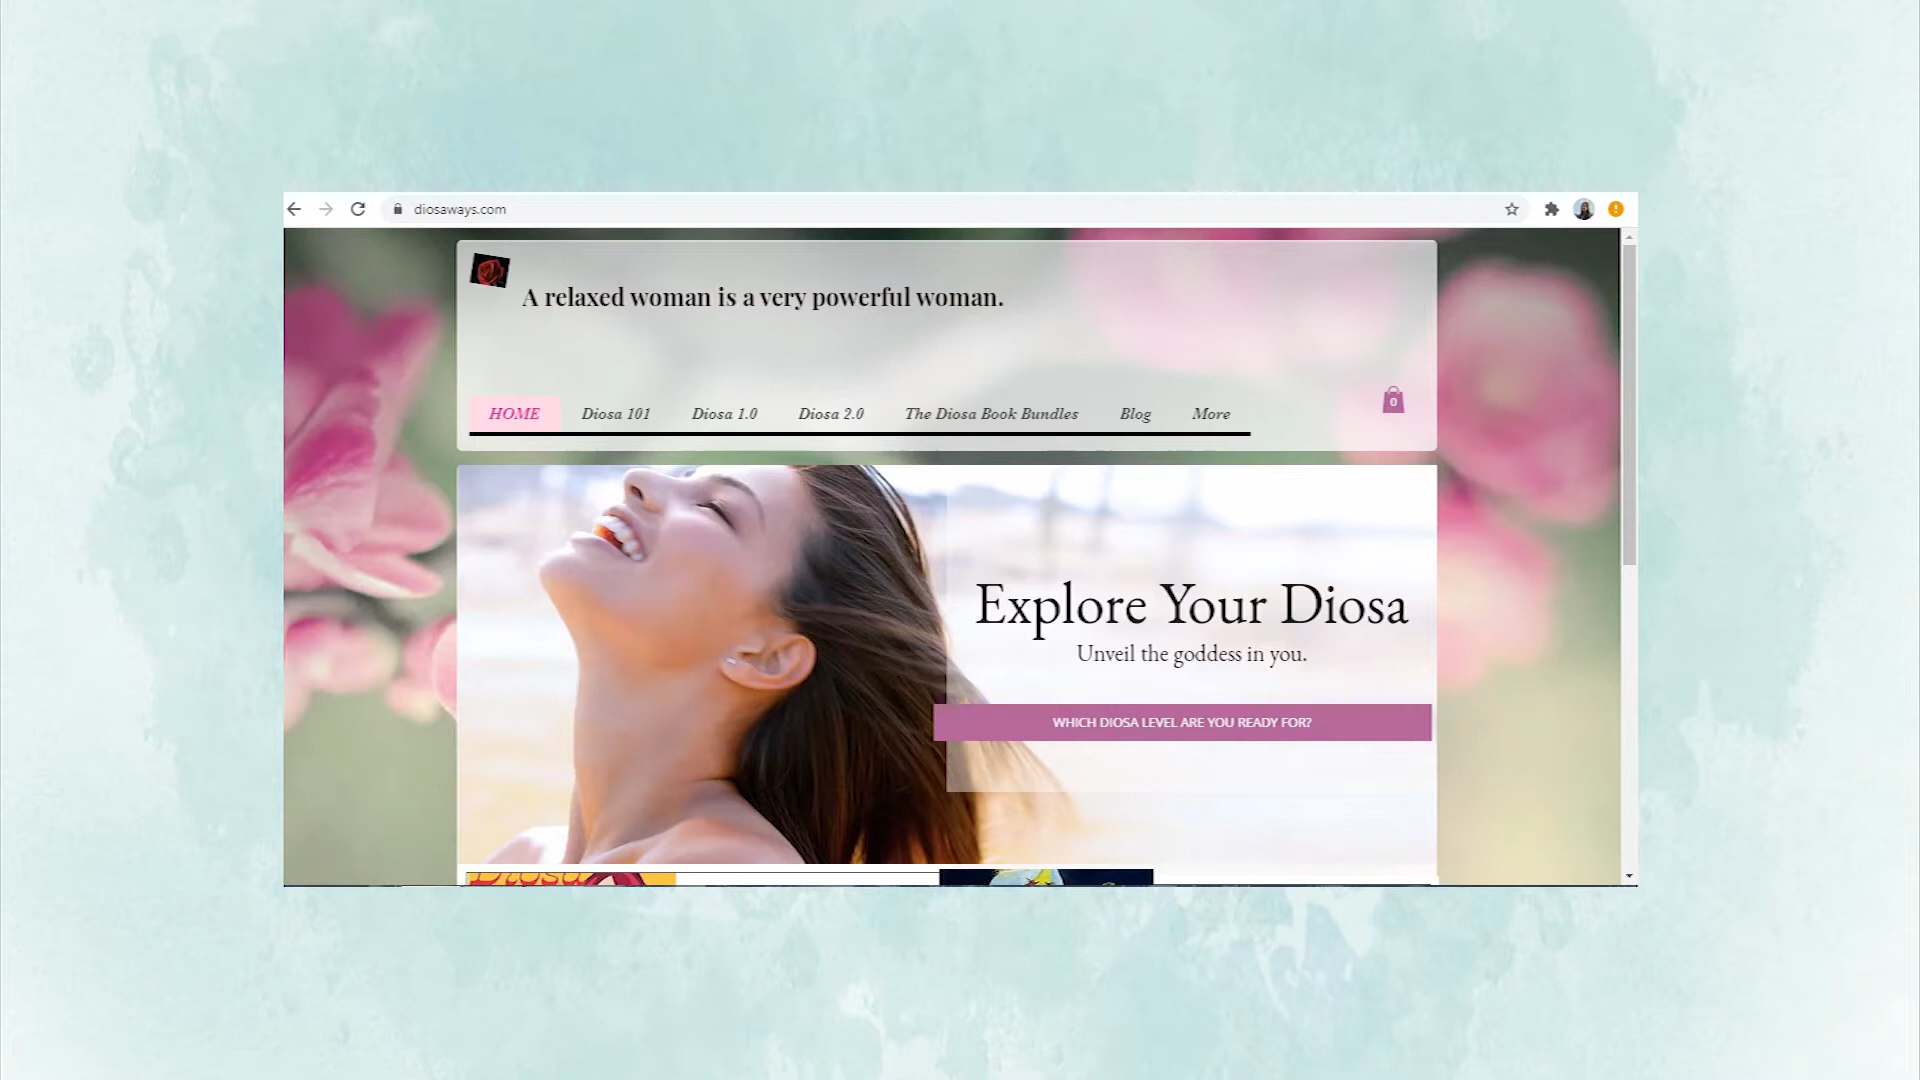 diosaways.com
A relaxed woman is a very powerful woman.
0
HOME Diosa 101 Diosa 1.0 Diosa 2.0 The Diosa Book Bundles Blog More
Explore Your Diosa
Unveil the goddess in you.
WHICH DIOSA LEVEL ARE YOU READY FOR?
Diosa